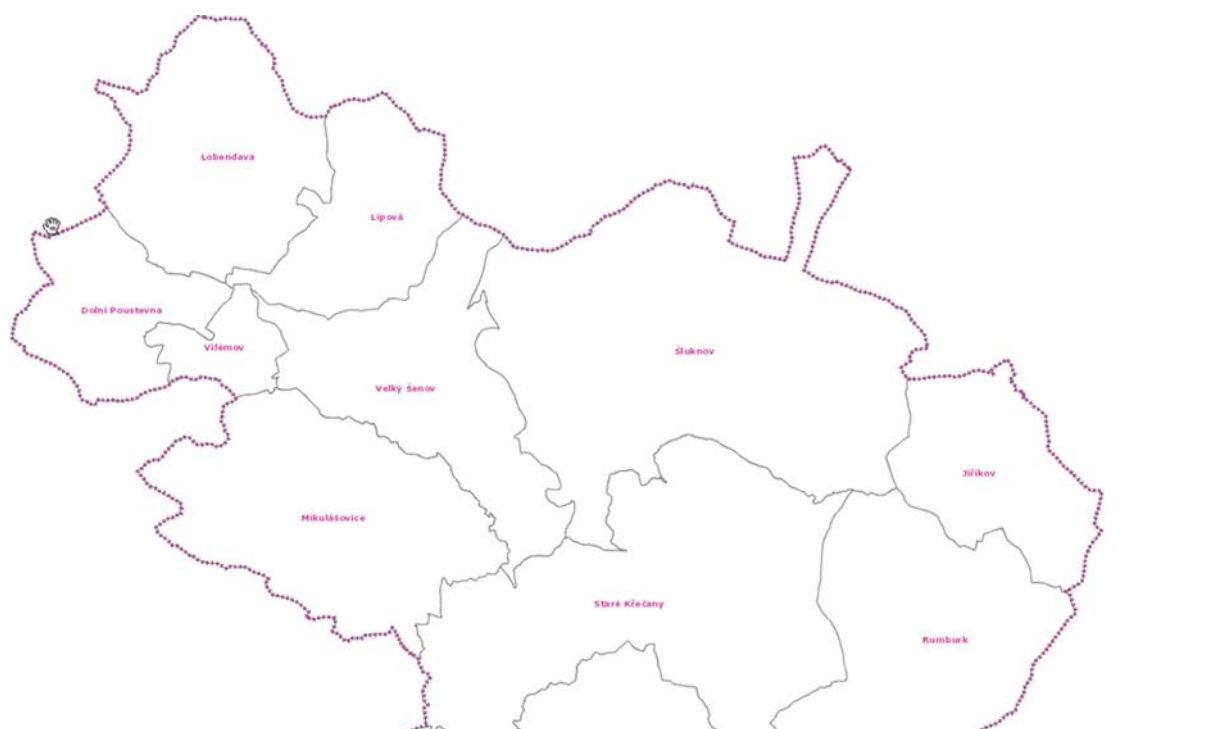 Lobendava
Lipová
Dolní Poustevna
Vilémov
Šluknov
Velký Šenov
Jiříkov
Mikulášovice
Staré Křečany
Rumburk